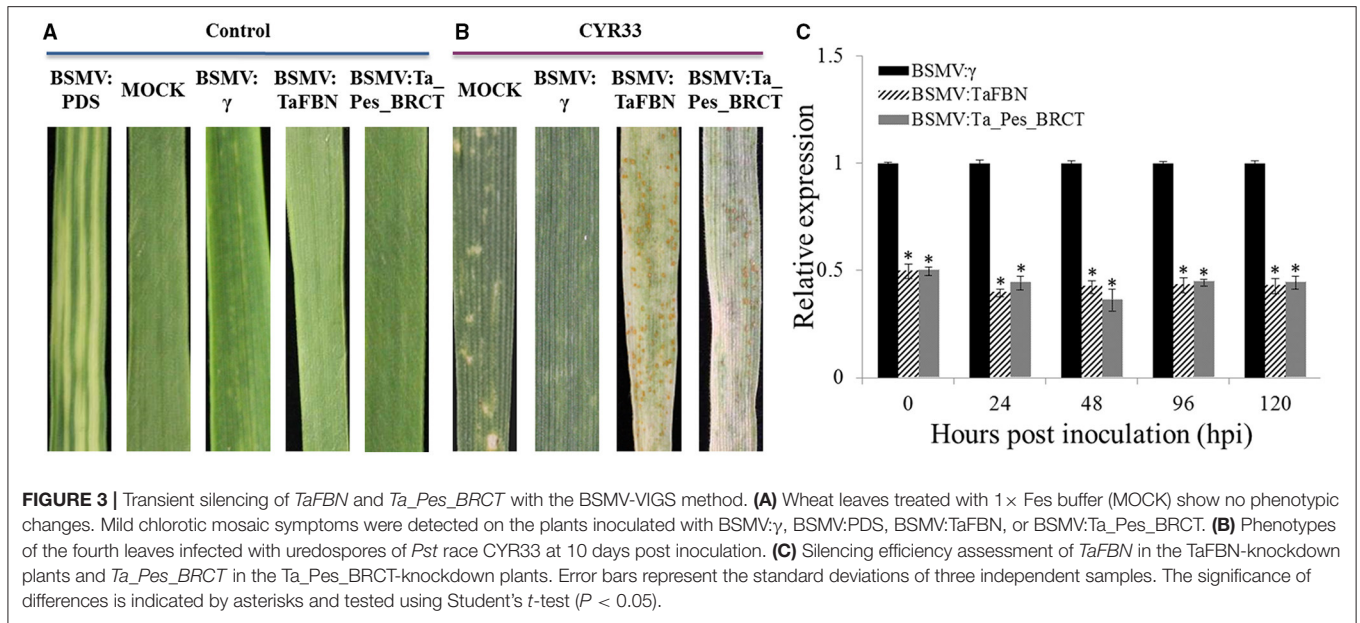 A Control B CYR33 C
BSMV:
PDS
MOCK
BSMV:
γ
BSMV:
TaFBN
BSMV:Ta_
Pes_BRCT
MOCK
BSMV:
γ
BSMV:
TaFBN
BSMV:Ta_
Pes_BRCT
1.5
1
0.5
0
Relative expression
BSMV:γ
BSMV:TaFBN
BSMV:Ta_Pes_BRCT
* * * * * * * * * *
0 24 48 96 120
Hours post inoculation (hpi)
FIGURE 3 | Transient silencing of TaFBN and Ta_Pes_BRCT with the BSMV-VIGS method. (A) Wheat leaves treated with 1× Fes buffer (MOCK) show no phenotypic
changes. Mild chlorotic mosaic symptoms were detected on the plants inoculated with BSMV:γ, BSMV:PDS, BSMV:TaFBN, or BSMV:Ta_Pes_BRCT. (B) Phenotypes
of the fourth leaves infected with uredospores of Pst race CYR33 at 10 days post inoculation. (C) Silencing efficiency assessment of TaFBN in the TaFBN-knockdown
plants and Ta_Pes_BRCT in the Ta_Pes_BRCT-knockdown plants. Error bars represent the standard deviations of three independent samples. The significance of
differences is indicated by asterisks and tested using Student's t-test (P < 0.05).